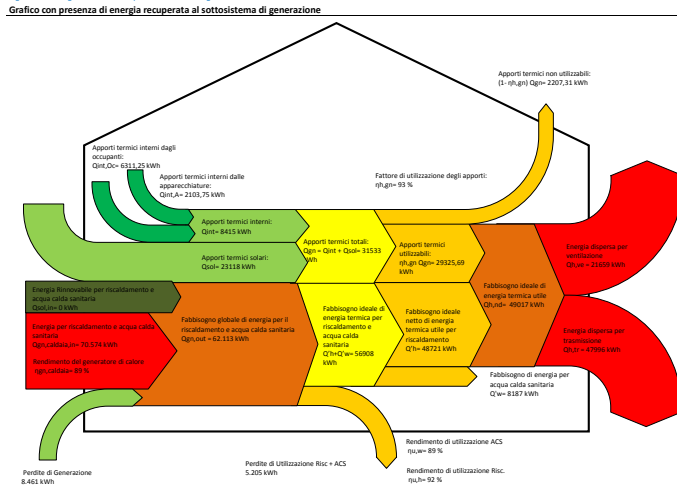 Grafico con presenza di energia recuperata al sottosistema di generazione
Apporti termici non utilizzabili:
(1- ηh,gn) Qgn= 2207,31 kWh
Apporti termici interni dagli
occupanti:
Qint,Oc= 6311,25 kWh
Apporti termici interni dalle
apparecchiature:
Qint,A= 2103,75 kWh
Fattore di utilizzazione degli apporti:
ηh,gn= 93 %
Apporti termici interni:
Qint= 8415 kWh
Apporti termici solari:
Qsol= 23118 kWh
Apporti termici totali:
Qgn = Qint + Qsol= 31533
kWh
Apporti termici
utilizzabili:
ηh,gn Qgn= 29325,69
kWh
Energia dispersa per
ventilazione
Qh,ve = 21659 kWh
Energia Rinnovabile per riscaldamento e
acqua calda sanitaria
Qsol,in= 0 kWh
Energia per riscaldamento e acqua calda
sanitaria
Qgn,caldaia,in= 70.574 kWh
Rendimento del generatore di calore
ηgn,caldaia= 89 %
Fabbisogno globale di energia per il
riscaldamento e acqua calda sanitaria
Qgn,out = 62.113 kWh
Fabbisogno ideale di
energia termica per
riscaldamento e
acqua calda
sanitaria
Q'h+Q'w= 56908
kWh
Fabbisogno ideale
netto di energia
termica utile per
riscaldamento
Q'h= 48721 kWh
Fabbisogno ideale di
energia termica utile
Qh,nd= 49017 kWh
Energia dispersa per
trasmissione
Qh,tr = 47996 kWh
Fabbisogno di energia per
acqua calda sanitaria
Q'w= 8187 kWh
Perdite di Generazione
8.461 kWh
Perdite di Utilizzazione Risc + ACS
5.205 kWh
Rendimento di utilizzazione ACS
ηu,w= 89 %
Rendimento di utilizzazione Risc.
ηu,h= 92 %